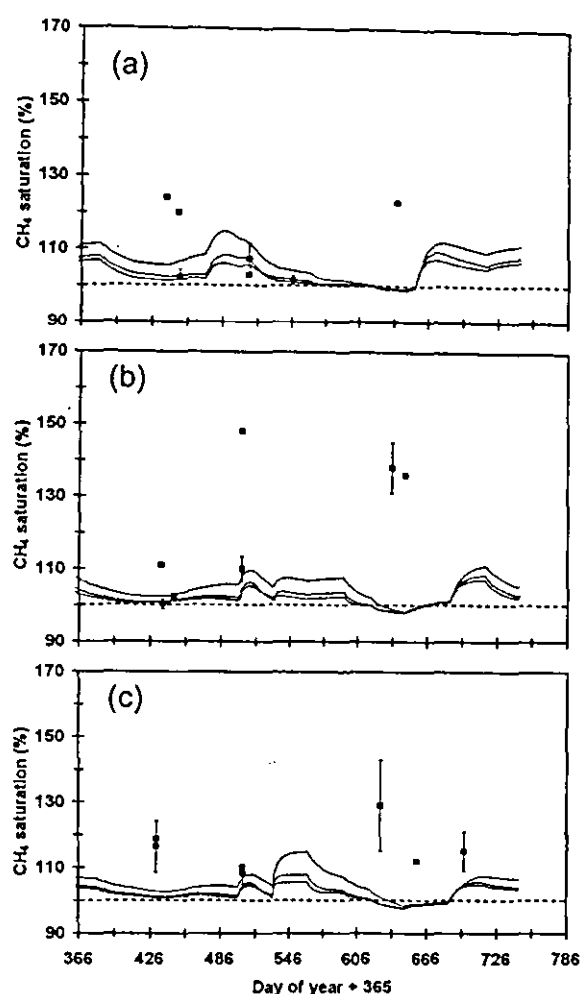 170
(a)
150
130
110
90
CH₄ saturation (%)
170
(b)
150
130
110
90
CH₄ saturation (%)
170
(c)
150
130
110
90
CH₄ saturation (%)
366 426 486 546 606 666 726 786
Day of year + 365